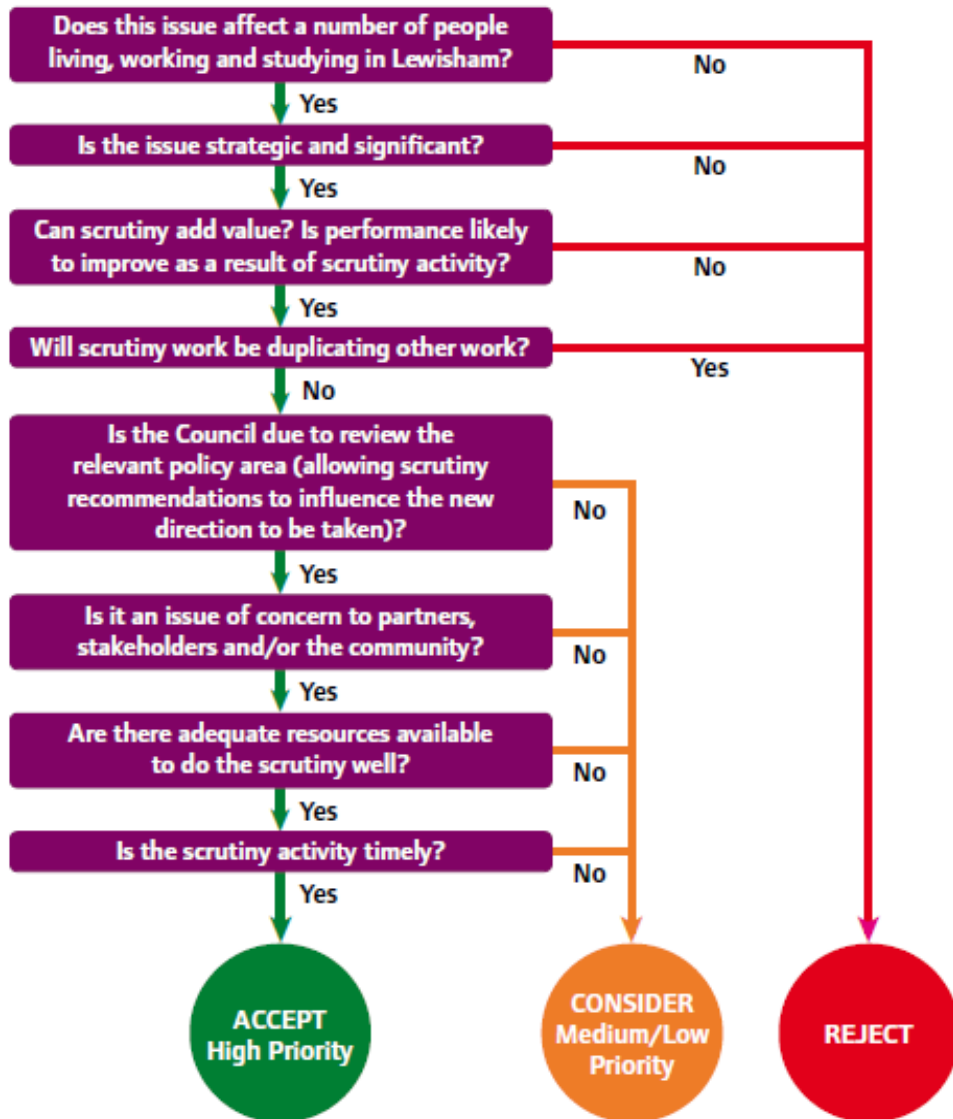 Does this issue affect a number of people
living, working and studying in Lewisham?
No
Yes
Is the issue strategic and significant?
No
Yes
Can scrutiny add value? Is performance likely
to improve as a result of scrutiny activity?
No
Yes
Will scrutiny work be duplicating other work?
Yes
No
Is the Council due to review the
relevant policy area (allowing scrutiny
recommendations to influence the new
direction to be taken)?
No
Yes
Is it an issue of concern to partners,
stakeholders and/or the community?
No
Yes
Are there adequate resources available
to do the scrutiny well?
No
Yes
Is the scrutiny activity timely?
No
Yes
ACCEPT
High Priority
CONSIDER
Medium/Low
Priority
REJECT